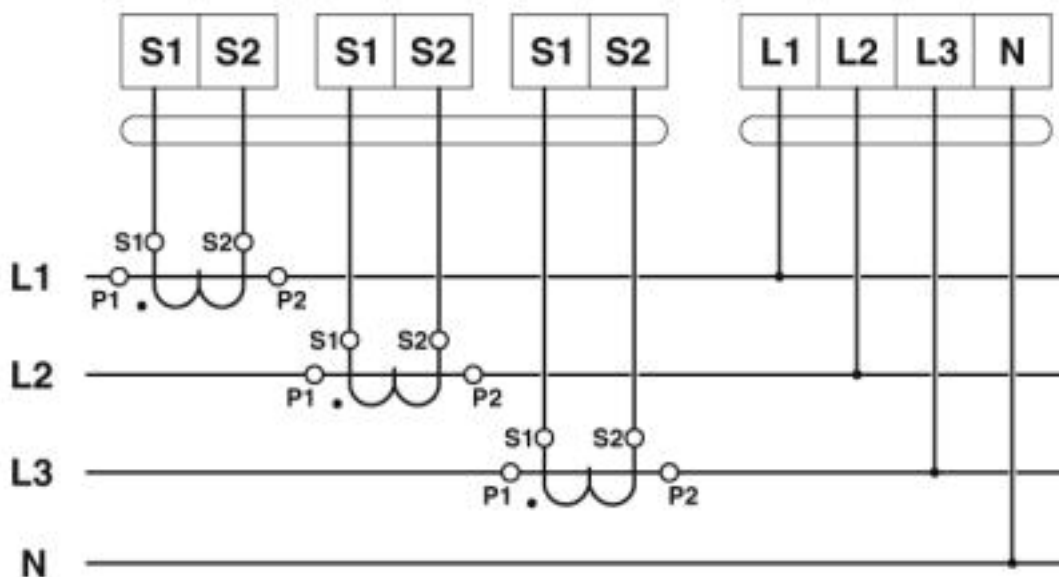 S1 S2 S1 S2 S1 S2 L1 L2 L3 N
S1 S2
L1
P1 P2
S1 S2
L2
P1 P2
S1 S2
L3
P1 P2
N